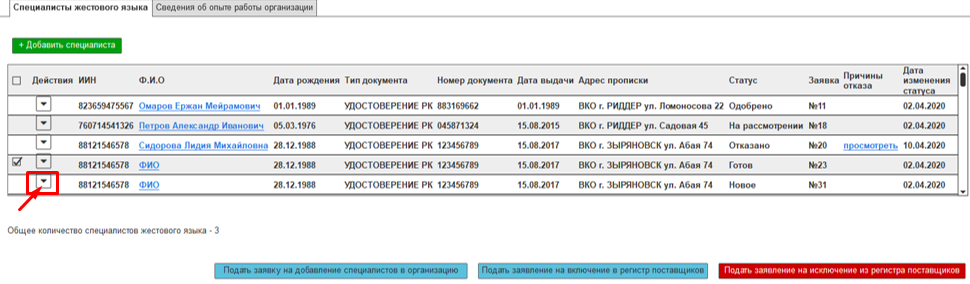 Специалисты жестового языка Сведения об опыте работы организации
+ Добавить специалиста
Действия ИИН Ф.И.О Дата рождения Тип документа Номер документа Дата выдачи Адрес прописки Статус Заявка Причины отказа Дата изменения статуса
823659475567 Омаров Ержан Мейрамович 01.01.1989 УДОСТОВЕРЕНИЕ РК 883169662 01.01.1989 ВКО г. РИДДЕР ул. Ломоносова 22 Одобрено №11 02.04.2020
760714541326 Петров Александр Иванович 05.03.1976 УДОСТОВЕРЕНИЕ РК 045871324 15.08.2015 ВКО г. РИДДЕР ул. Садовая 45 На рассмотрении №18 02.04.2020
88121546578 Сидорова Лидия Михайловна 28.12.1988 УДОСТОВЕРЕНИЕ РК 123456789 15.08.2017 ВКО г. ЗЫРЯНОВСК ул. Абая 74 Отказано №20 просмотреть 10.04.2020
88121546578 ФИО 28.12.1988 УДОСТОВЕРЕНИЕ РК 123456789 15.08.2017 ВКО г. ЗЫРЯНОВСК ул. Абая 74 Готов №23 02.04.2020
88121546578 ФИО 28.12.1988 УДОСТОВЕРЕНИЕ РК 123456789 15.08.2017 ВКО г. ЗЫРЯНОВСК ул. Абая 74 Новое №31 02.04.2020
Общее количество специалистов жестового языка - 3
Подать заявку на добавление специалистов в организацию Подать заявление на включение в регистр поставщиков Подать заявление на исключение из регистра поставщиков